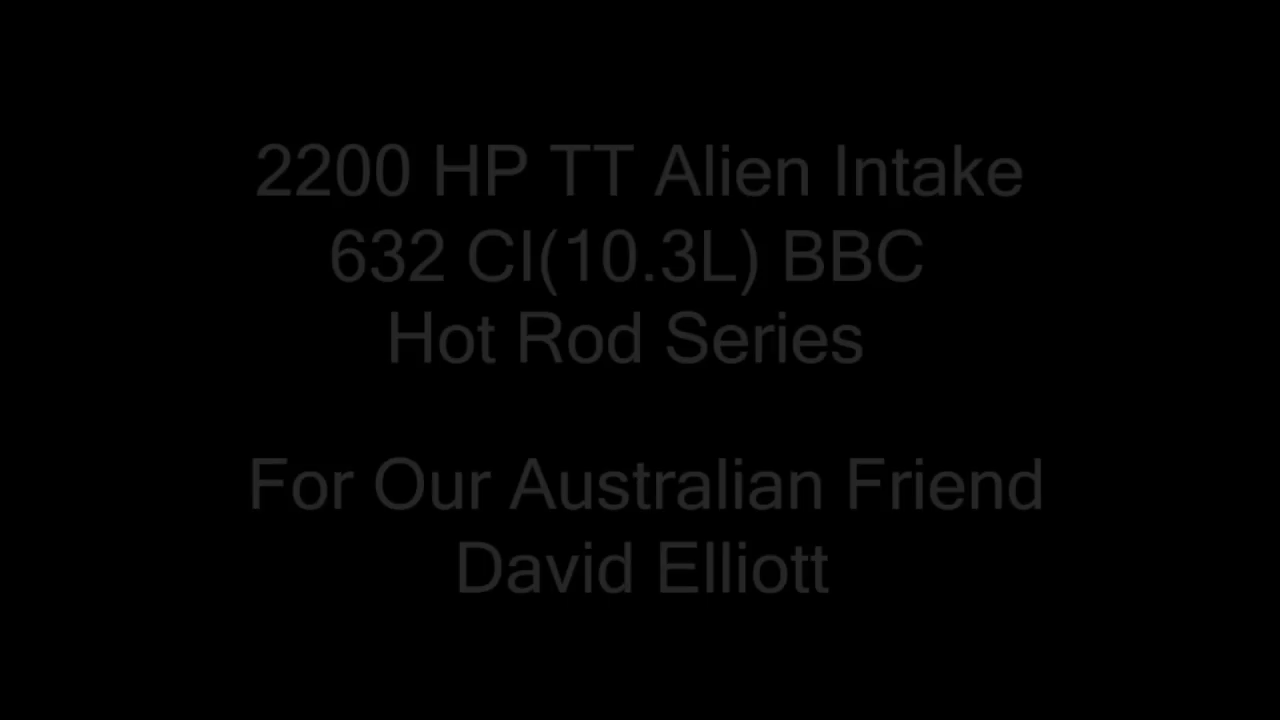 2200 HP TT Alien Intake
632 CI(10.3L) BBC
Hot Rod Series
For Our Australian Friend
David Elliott